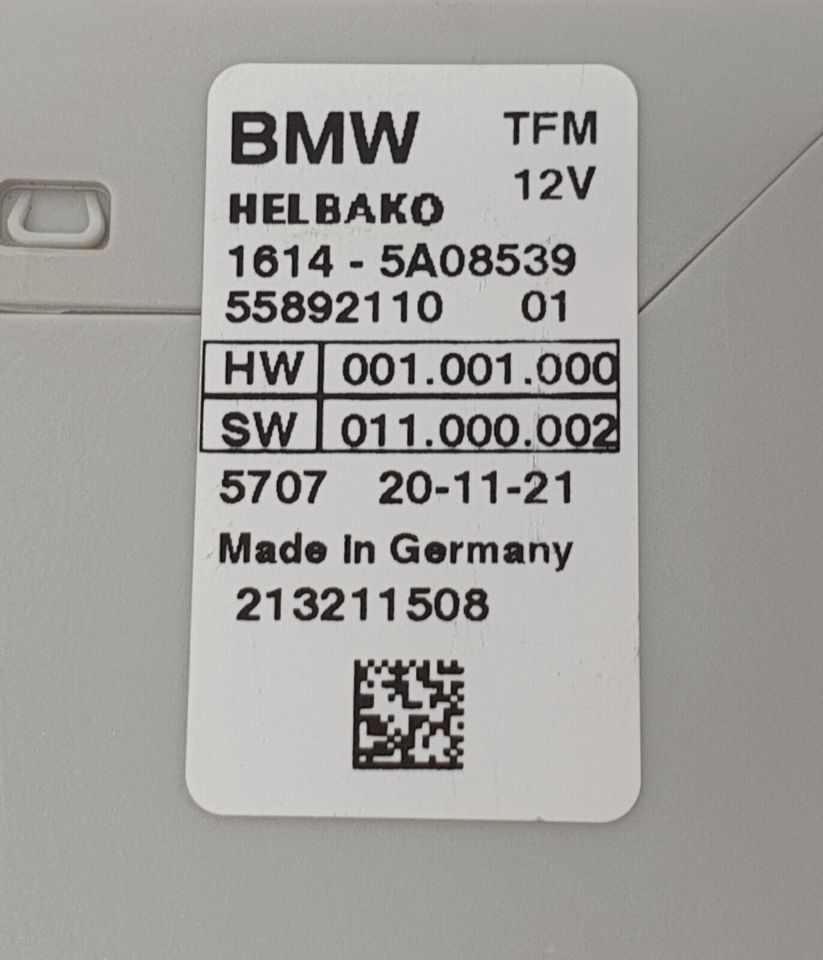 BMW TFM
12V
HELBAKO
1614 - 5A08539
55892110 01
HW 001.001.000
SW 011.000.002
5707 20-11-21
Made in Germany
213211508